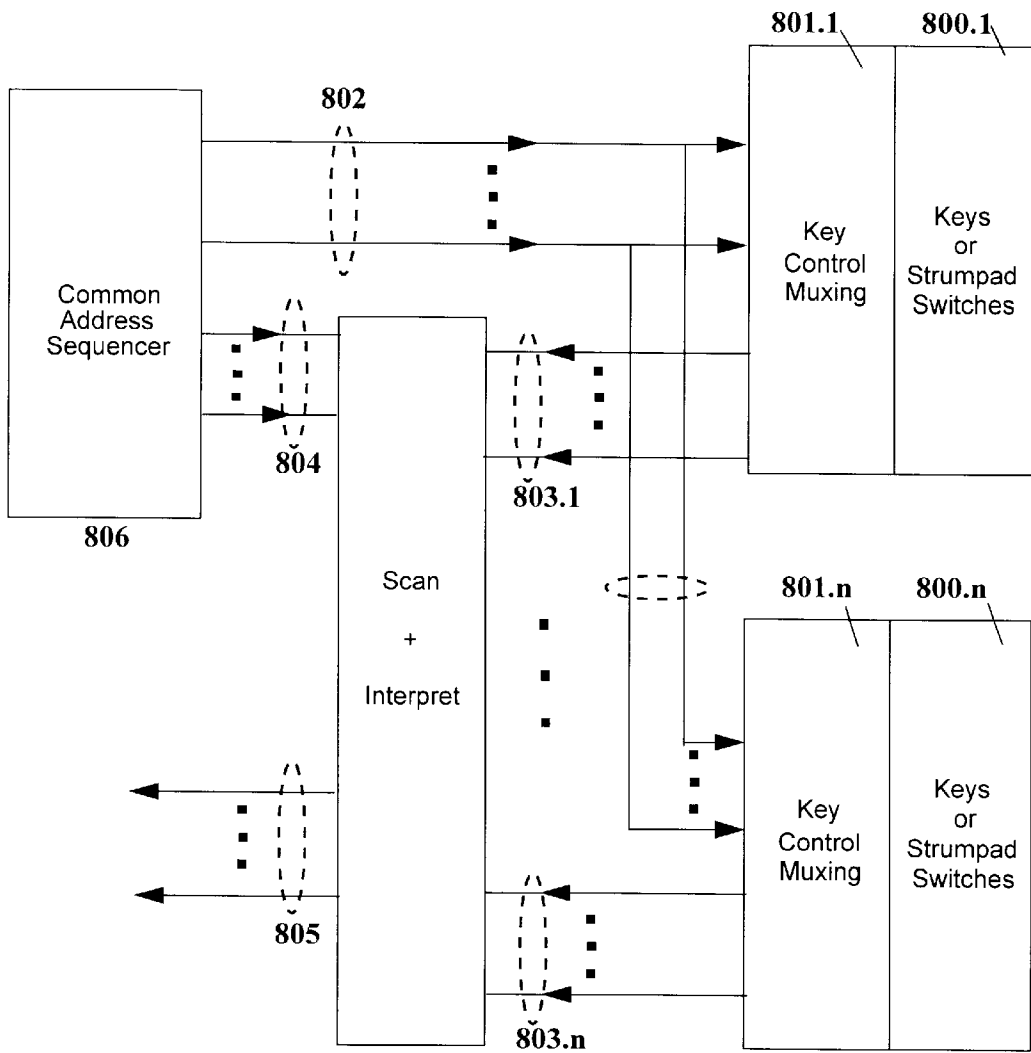 801.1
800.1
802
Common
Address
Sequencer
Key
Control
Muxing
Keys
or
Strumpad
Switches
804
803.1
806
Scan
+
Interpret
801.n
800.n
Key
Control
Muxing
Keys
or
Strumpad
Switches
805
803.n